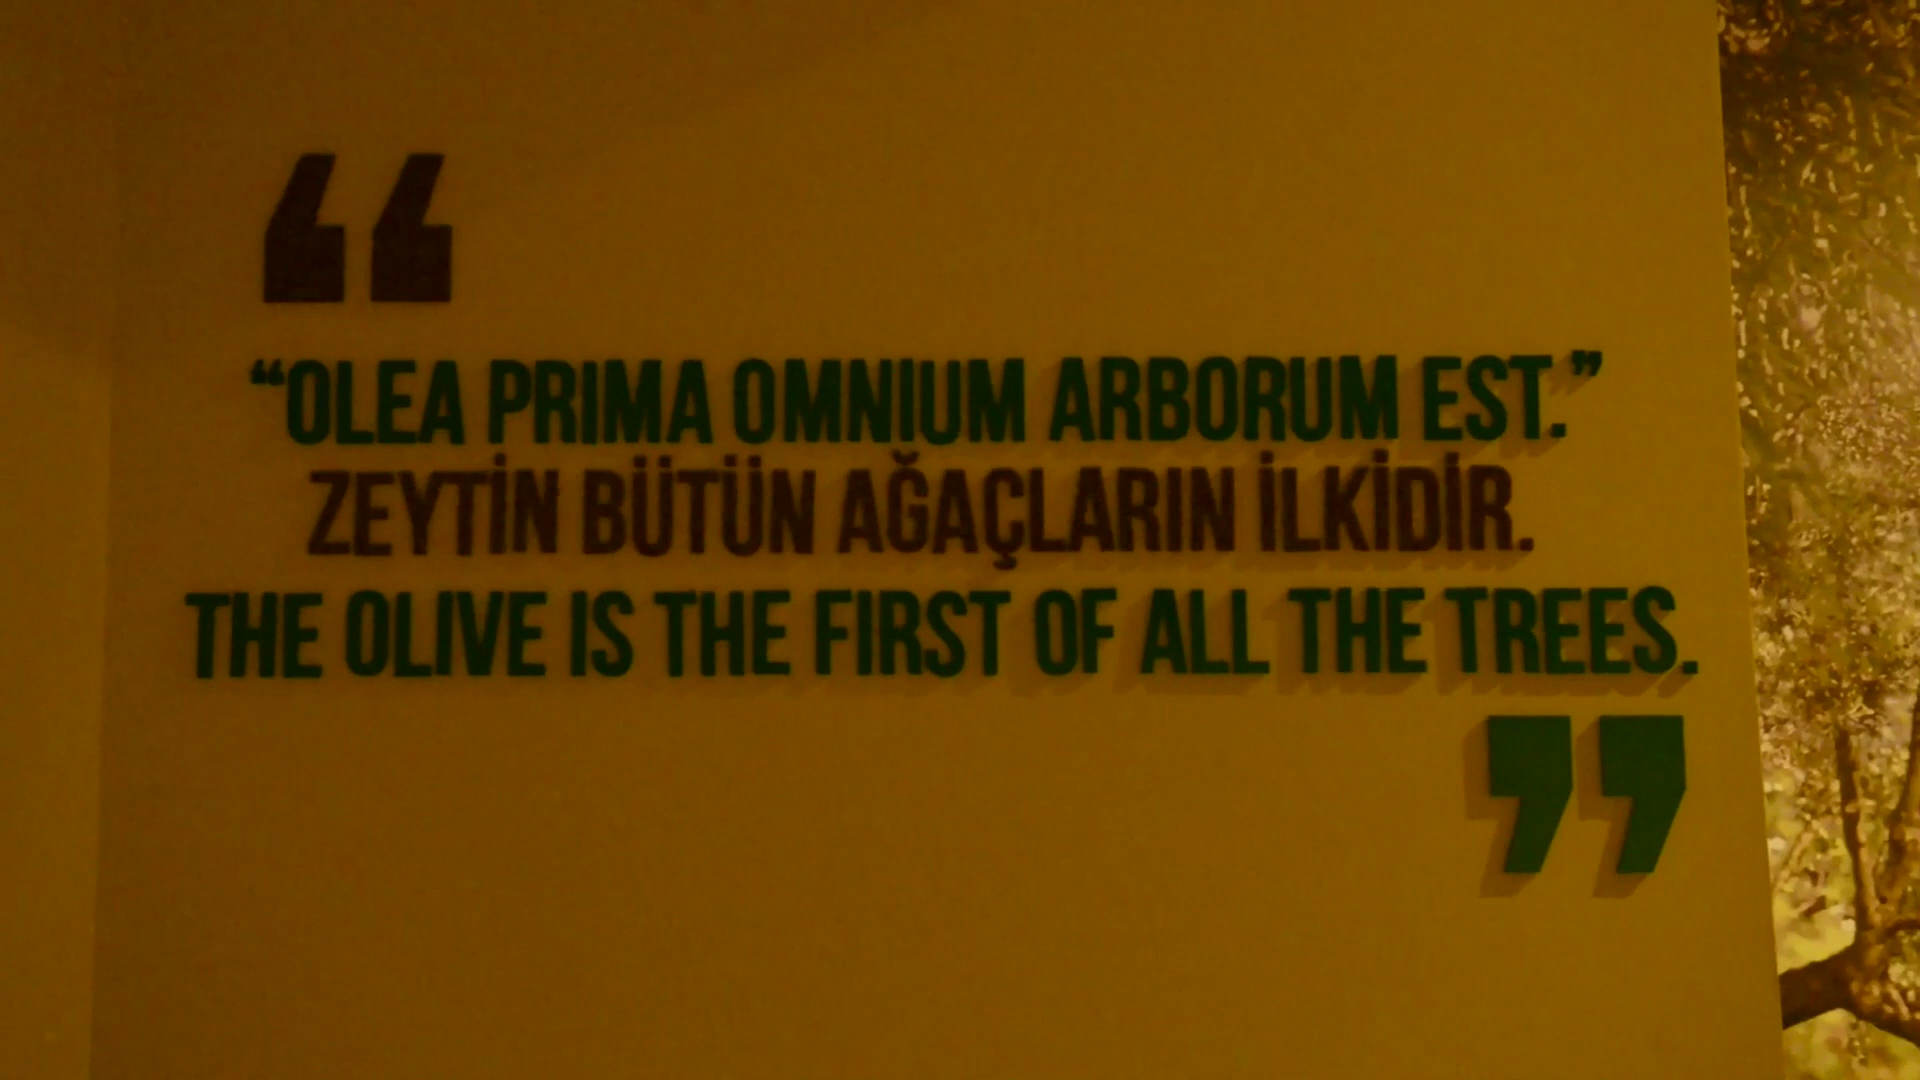 “OLEA PRIMA OMNIUM ARBORUM EST.”
ZEYTİN BÜTÜN AĞAÇLARIN İLKİDİR.
THE OLIVE IS THE FIRST OF ALL THE TREES.